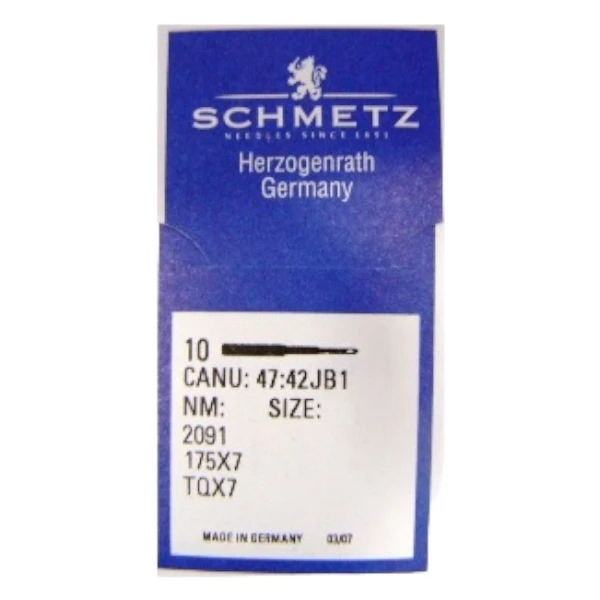 SCHMETZ
NEEDLES SINCE 1851
Herzogenrath
Germany
10
CANU: 47:42JB1
NM: SIZE:
2091
175X7
TQX7
MADE IN GERMANY 03/07